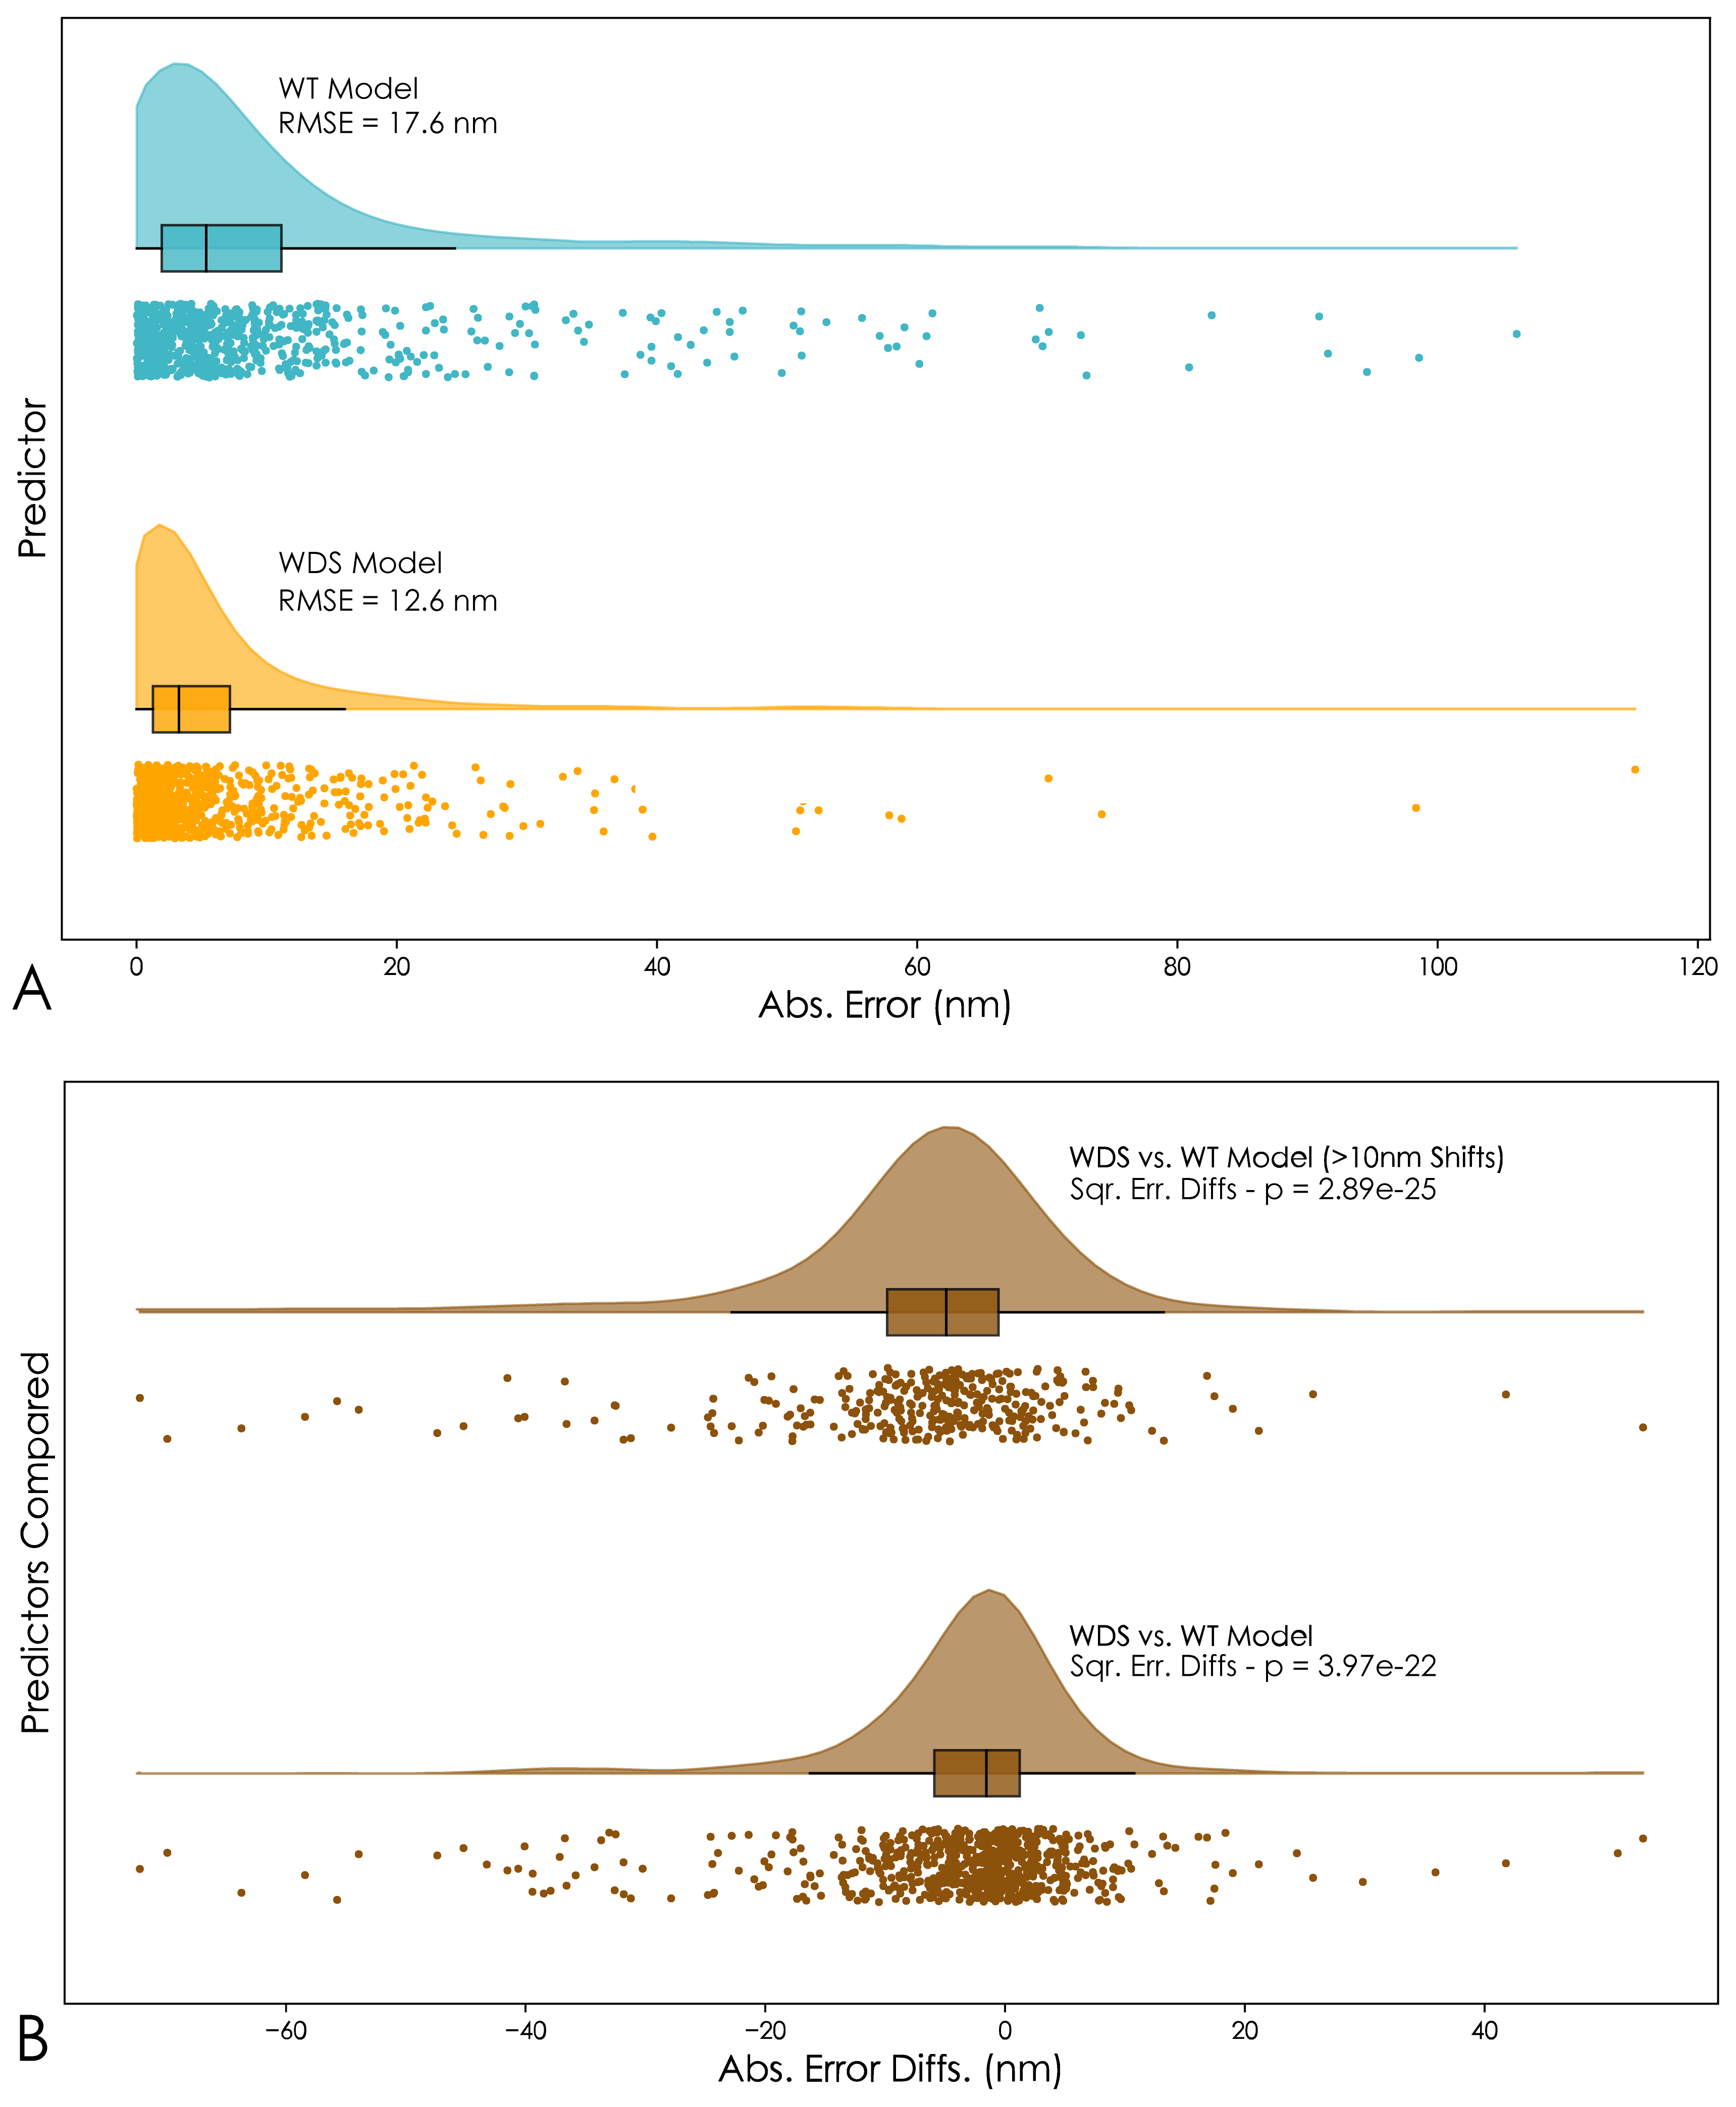 WT Model
RMSE = 17.6 nm
Predictor
WDS Model
RMSE = 12.6 nm
0 20 40 60 80 100 120
A
Abs. Error (nm)
WDS vs. WT Model (>10nm Shifts)
Sqr. Err. Diffs - p = 2.89e-25
Predictors Compared
WDS vs. WT Model
Sqr. Err. Diffs - p = 3.97e-22
−60 −40 −20 0 20 40
B
Abs. Error Diffs. (nm)